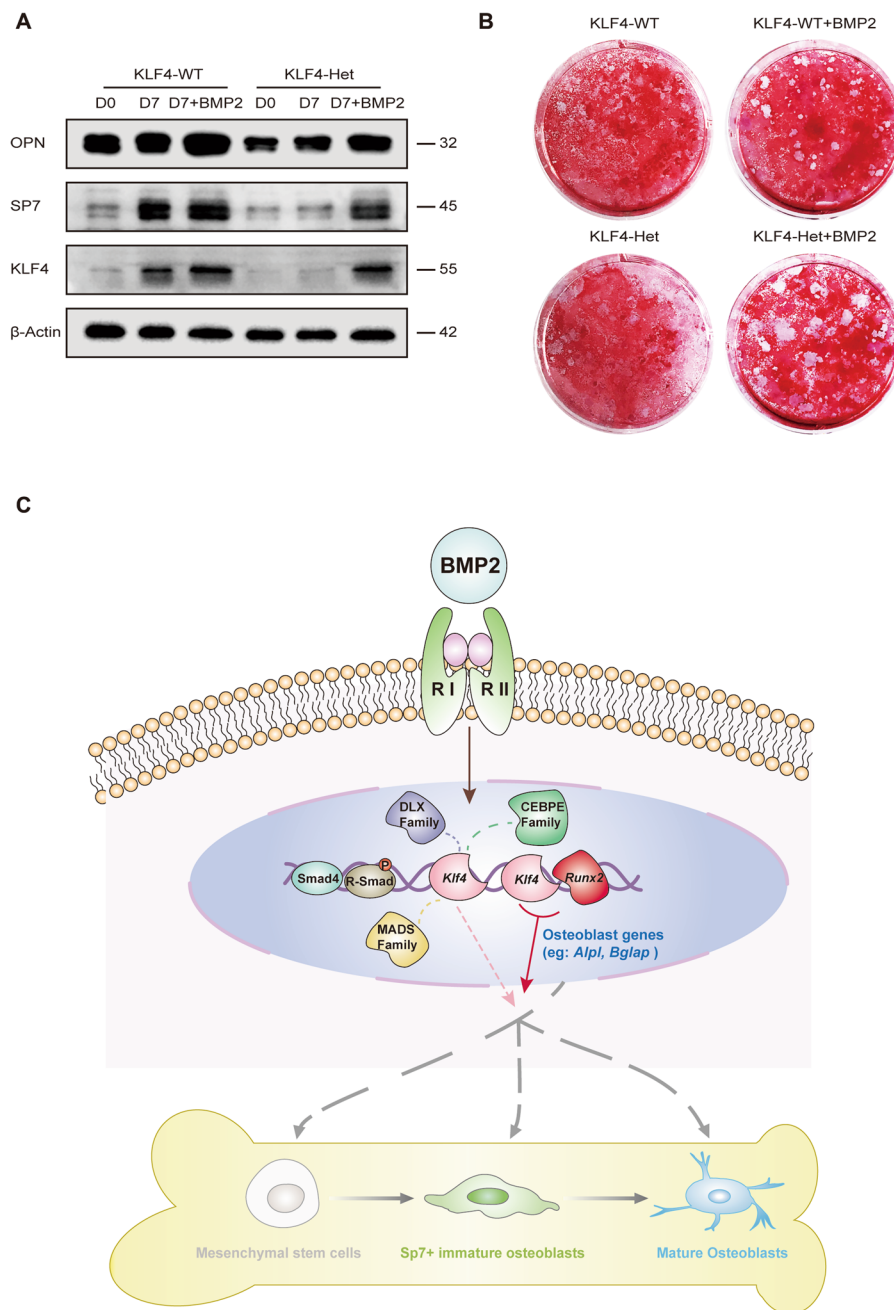 A
KLF4-WT
KLF4-Het
D0 D7 D7+BMP2 D0 D7 D7+BMP2
OPN
32
SP7
45
KLF4
55
β-Actin
42
B
KLF4-WT
KLF4-WT+BMP2
KLF4-Het
KLF4-Het+BMP2
C
BMP2
R I
R II
DLX
Family
CEBPE
Family
Smad4
R-Smad
P
Klf4
Klf4
Runx2
MADS
Family
Osteoblast genes
(eg: Alpl, Bglap )
Mesenchymal stem cells
Sp7+ immature osteoblasts
Mature Osteoblasts